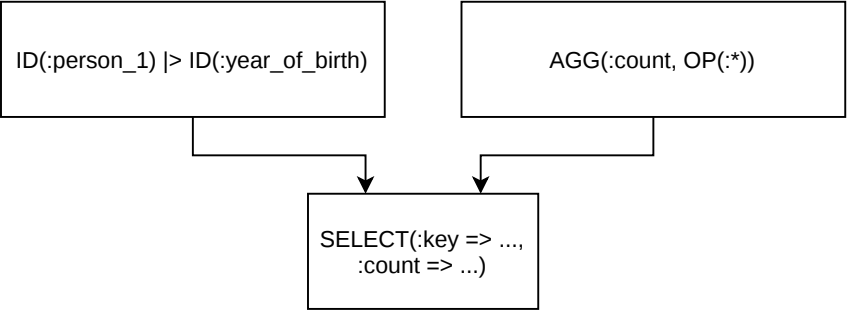 ID(:person_1) |> ID(:year_of_birth)
AGG(:count, OP(:*))
SELECT(:key => ...,
:count => ...)